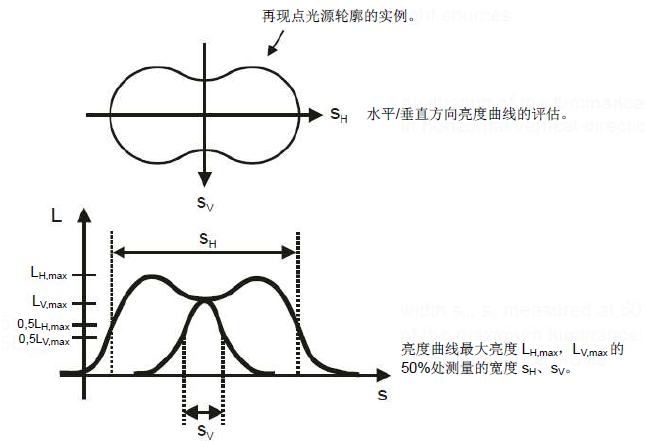 再现点光源轮廓的实例。
sH
水平/垂直方向亮度曲线的评估。
sV
L
sH
LH,max
LV,max
0,5LH,max
0,5LV,max
亮度曲线最大亮度 LH,max，LV,max 的
50%处测量的宽度 sH、sV。
s
sV